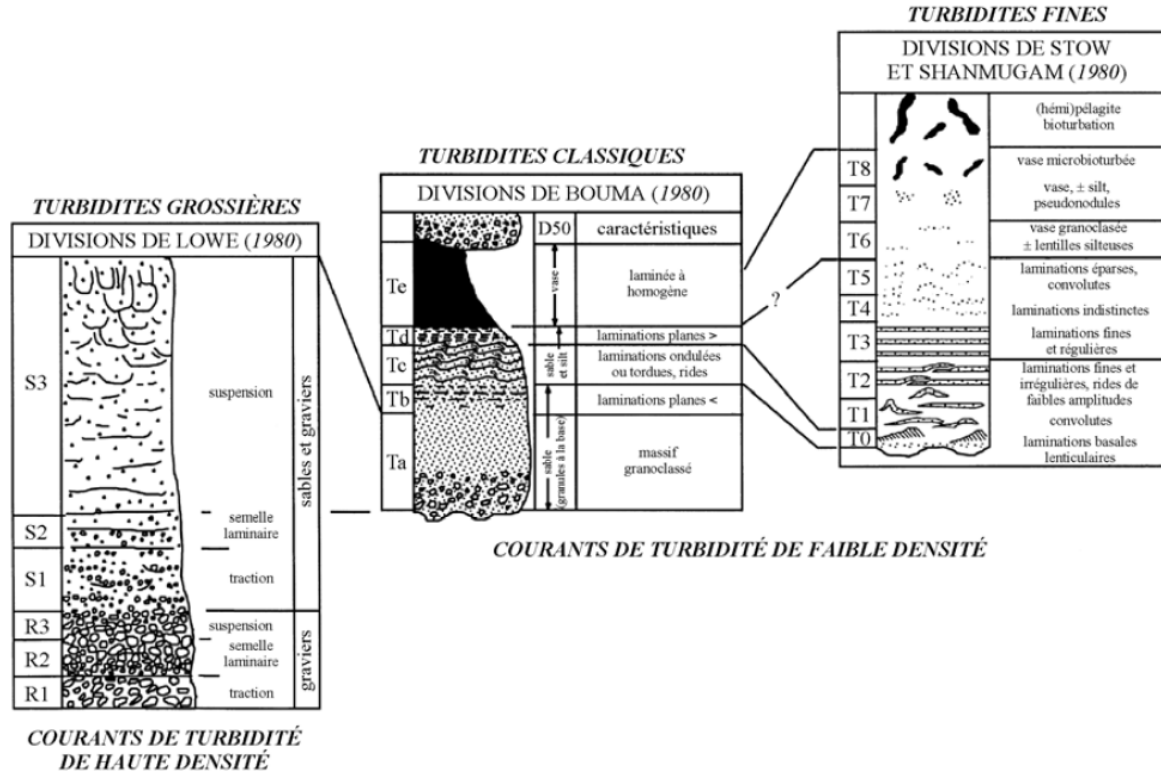 TURBIDITES GROSSIÈRES
DIVISIONS DE LOWE (1980)
S3
suspension
sables et graviers
S2
semelle
laminaire
S1
traction
R3
suspension
R2
semelle
laminaire
graviers
R1
traction
COURANTS DE TURBIDITÉ
DE HAUTE DENSITÉ
TURBIDITES CLASSIQUES
DIVISIONS DE BOUMA (1980)
D50
caractéristiques
Te
vase
laminée à
homogène
Td
laminations planes >
Tc
sable
et silt
laminations ondulées
ou tordues, rides
Tb
laminations planes <
Ta
sable
(granules à la base)
massif
granoclassé
COURANTS DE TURBIDITÉ DE FAIBLE DENSITÉ
?
TURBIDITES FINES
DIVISIONS DE STOW
ET SHANMUGAM (1980)
(hémi)pélagite
bioturbation
T8
vase microbioturbée
T7
vase, ± silt,
pseudonodules
T6
vase granoclasée
± lentilles silteuses
T5
laminations éparses,
convolutes
T4
laminations indistinctes
T3
laminations fines
et régulières
T2
laminations fines et
irrégulières, rides de
faibles amplitudes
T1
convolutes
T0
laminations basales
lenticulaires